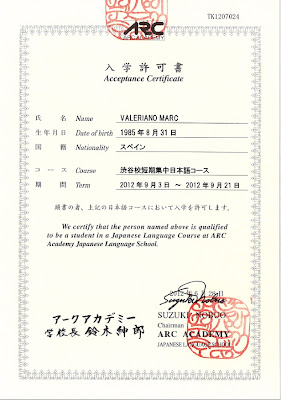 TK1207024
ARC
ACADEMY
入学許可書
Acceptance Certificate
氏 名 Name VALERIANO MARC
生年月日 Date of birth 1985年8月31日
国 籍 Nationality スペイン
コース Course 渋谷校短期集中日本語コース
期 間 Term 2012年9月3日 ～ 2012年9月21日
頭書の者、上記の日本語コースにおいて入学を許可します。
We certify that the person named above is qualified
to be a student in a Japanese Language Course at ARC
Academy Japanese Language School.
SUZUKI NORIO
Chairman
アークアカデミー
ARC ACADEMY
学校長 鈴木紳郎
JAPANESE LANGUAGE SCHOOL